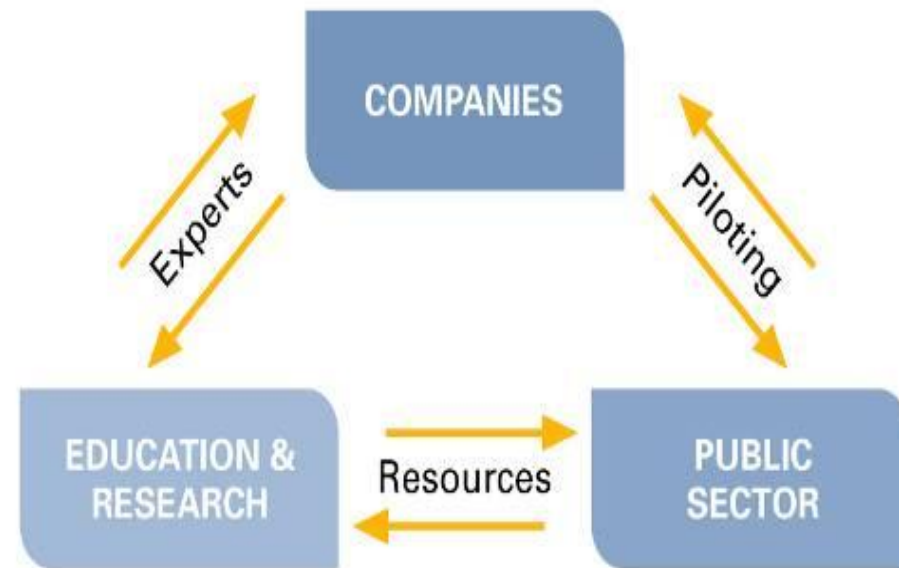 COMPANIES
Experts
Piloting
EDUCATION &
RESEARCH
Resources
PUBLIC
SECTOR